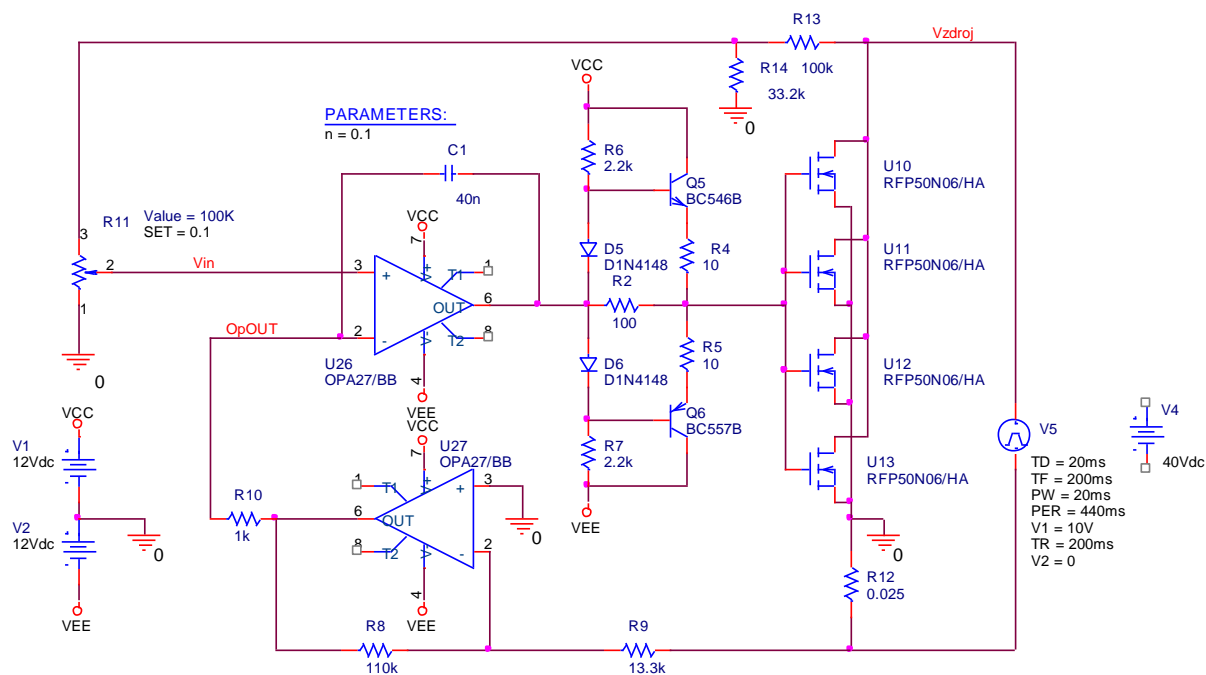 R13
Vzdroj
100k
R14
33.2k
0
VCC
PARAMETERS:
n = 0.1
C1
40n
R6
2.2k
Q5
BC546B
U10
RFP50N06/HA
R11
Value = 100K
SET = 0.1
3
2
1
0
Vin
VCC
7
V+
3
+
T1
1
OUT
6
2
-
T2
8
V-
4
OpOUT
U26
OPA27/BB
VEE
D5
D1N4148
R4
10
R2
100
U11
RFP50N06/HA
R5
10
D6
D1N4148
U12
RFP50N06/HA
Q6
BC557B
R7
2.2k
VEE
U13
RFP50N06/HA
0
VCC
7
V+
U27
OPA27/BB
1
T1
+
3
6
OUT
8
T2
-
2
V-
4
VEE
0
VCC
V1
12Vdc
V2
12Vdc
0
VEE
R10
1k
R8
110k
R9
13.3k
R12
0.025
V5
TD = 20ms
TF = 200ms
PW = 20ms
PER = 440ms
V1 = 10V
TR = 200ms
V2 = 0
V4
40Vdc